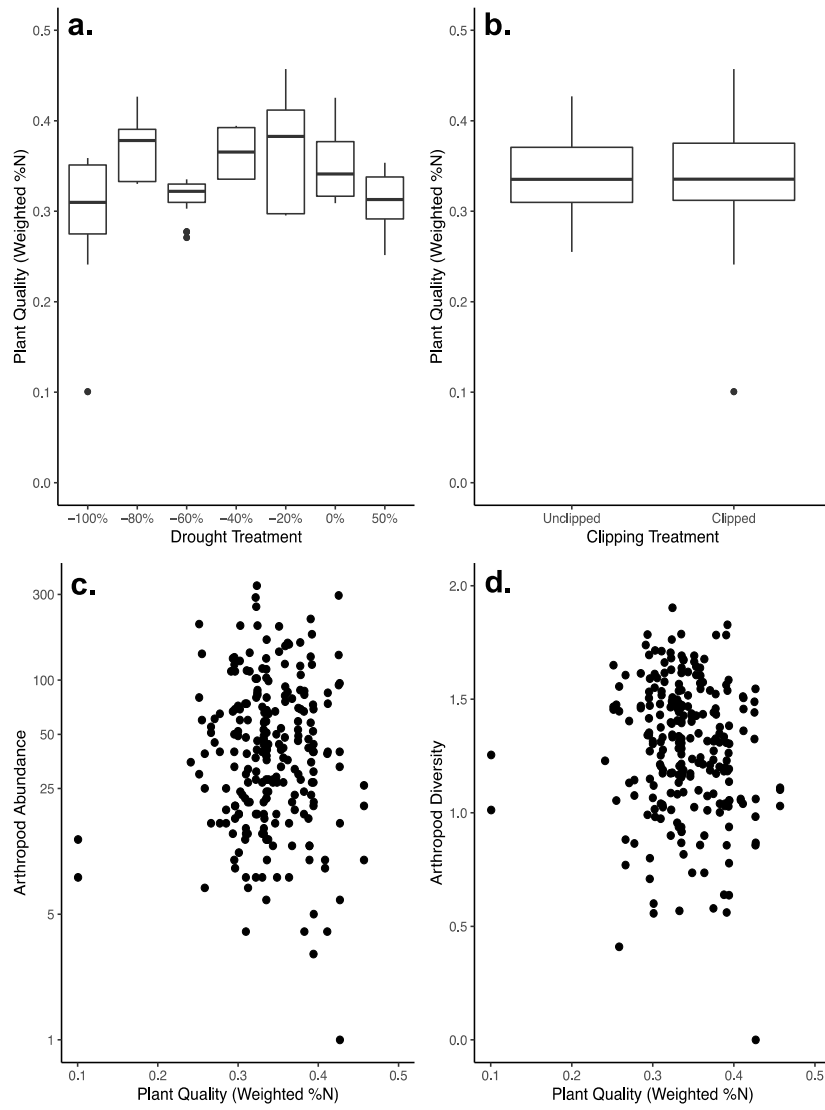 a.
0.5
0.4
0.3
0.2
0.1
0.0
Plant Quality (Weighted %N)
−100% −80% −60% −40% −20% 0% 50%
Drought Treatment
b.
0.5
0.4
0.3
0.2
0.1
0.0
Plant Quality (Weighted %N)
Unclipped Clipped
Clipping Treatment
c.
300
100
50
25
5
1
Arthropod Abundance
0.1 0.2 0.3 0.4 0.5
Plant Quality (Weighted %N)
d.
2.0
1.5
1.0
0.5
0.0
Arthropod Diversity
0.1 0.2 0.3 0.4 0.5
Plant Quality (Weighted %N)